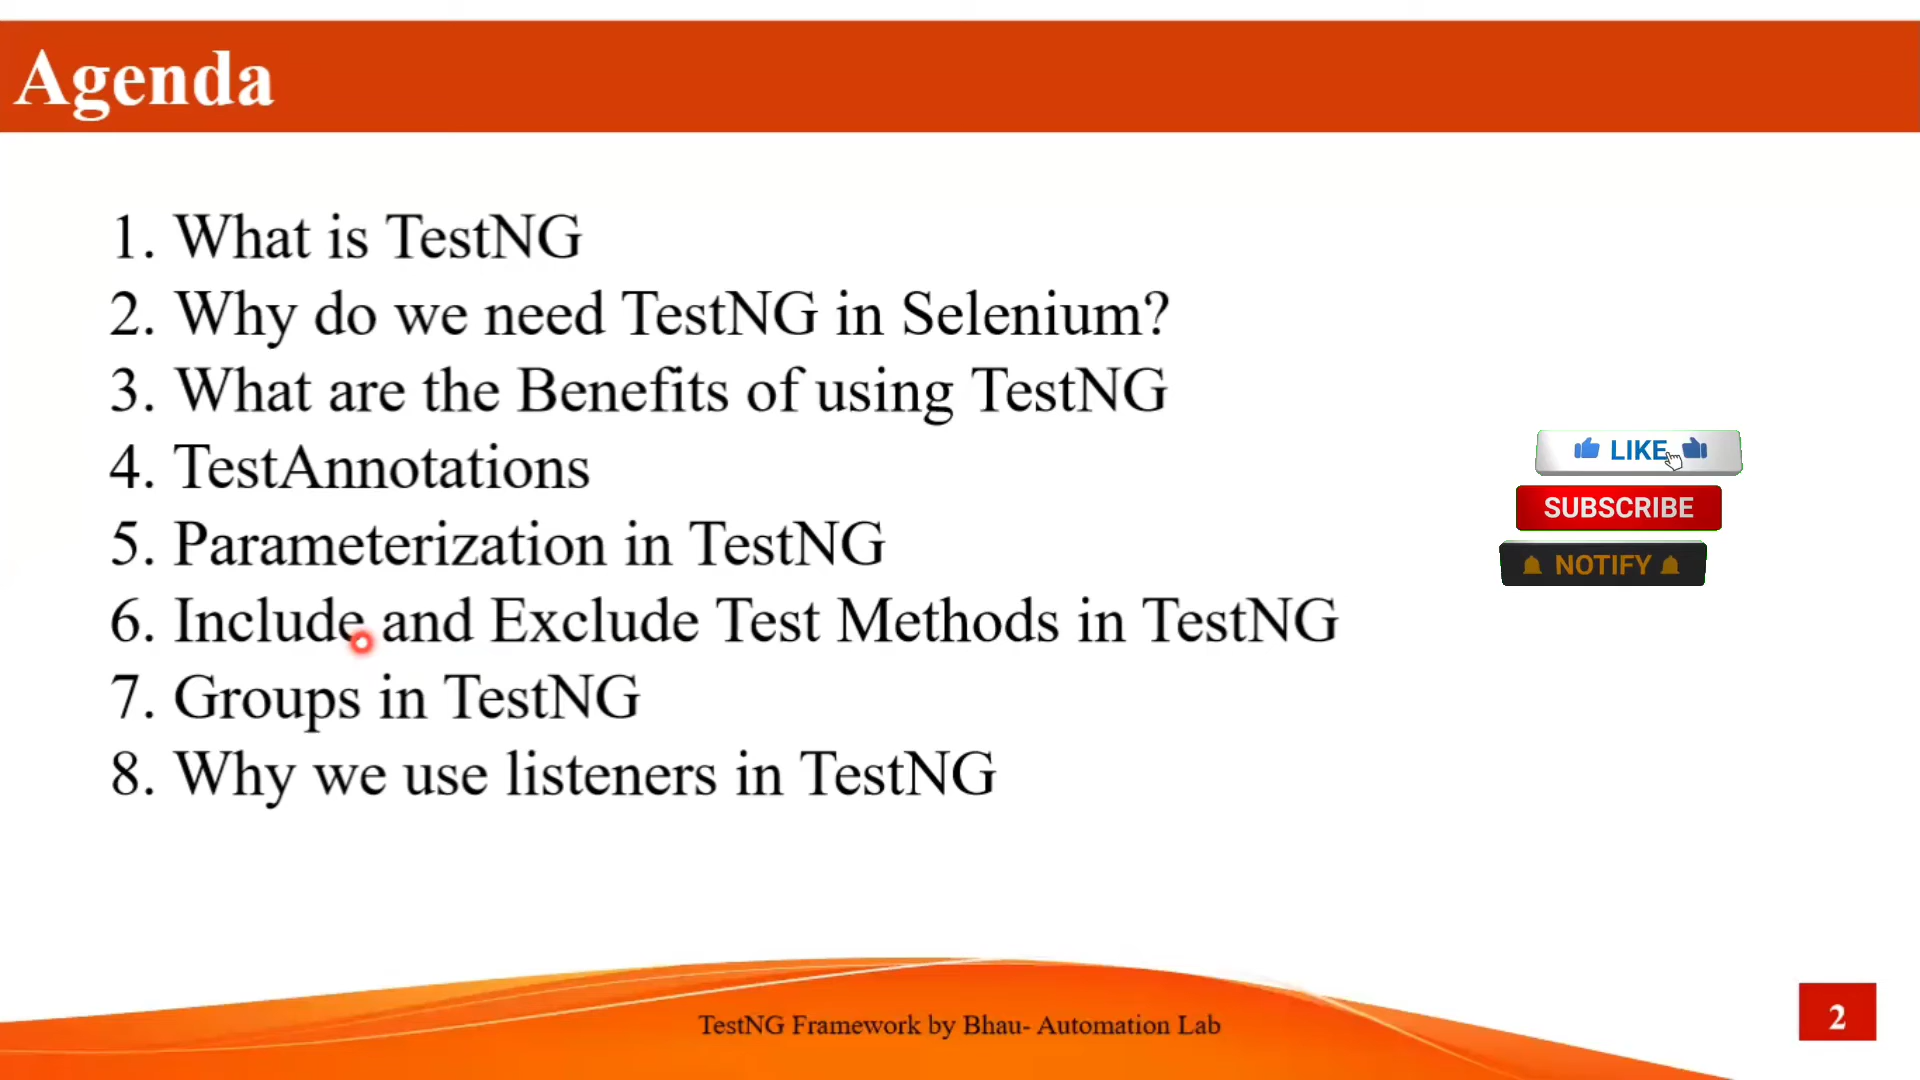 Agenda
1. What is TestNG
2. Why do we need TestNG in Selenium?
3. What are the Benefits of using TestNG
4. TestAnnotations
5. Parameterization in TestNG
6. Include and Exclude Test Methods in TestNG
7. Groups in TestNG
8. Why we use listeners in TestNG
LIKE
SUBSCRIBE
NOTIFY
TestNG Framework by Bhau- Automation Lab
2